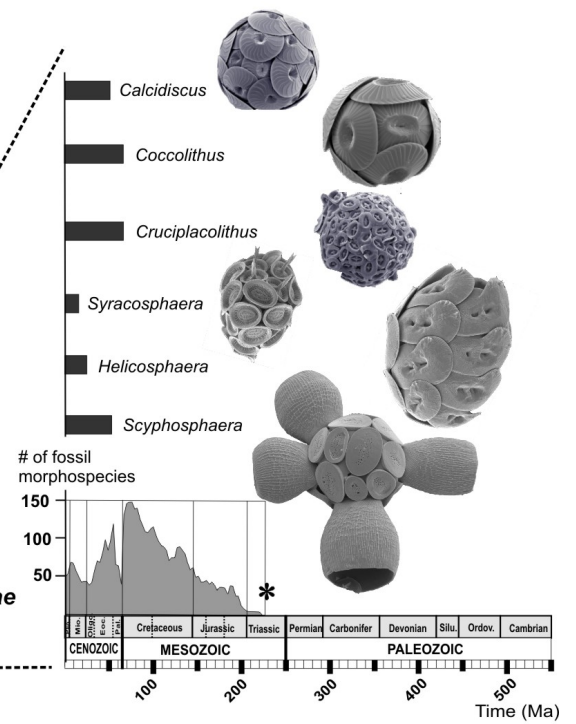 Calcidiscus
Coccolithus
Cruciplacolithus
Syracosphaera
Helicosphaera
Scyphosphaera
# of fossil
morphospecies
150
100
50
*
ne
Mio. Oligo. Eoc. Pal. Cretaceous Jurassic Triassic Permian Carbonifer Devonian Silu. Ordov. Cambrian
CENOZOIC MESOZOIC PALEOZOIC
100 200 300 400 500
Time (Ma)